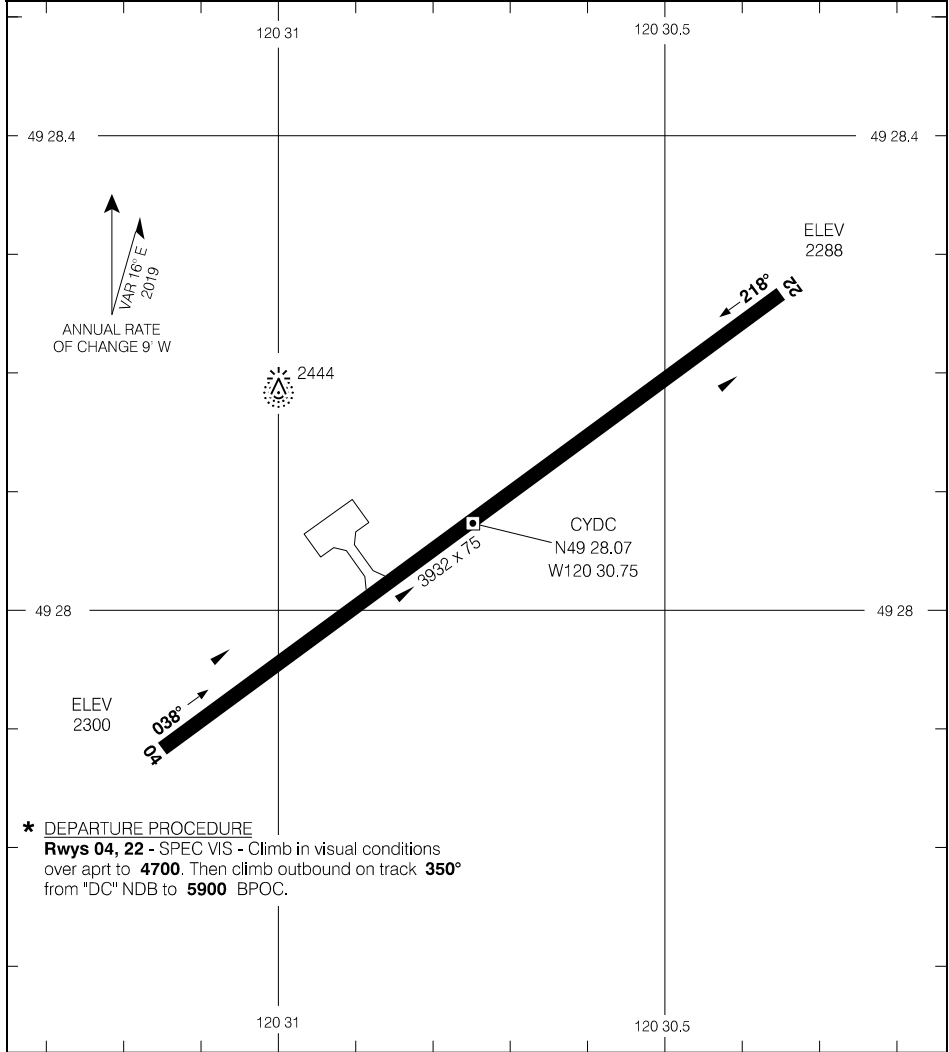 120 31
120 30.5
49 28.4
49 28.4
VAR 16° E
2019
ANNUAL RATE
OF CHANGE 9' W
ELEV
2288
218°
22
2444
CYDC
N49 28.07
W120 30.75
3932 x 75
49 28
49 28
ELEV
2300
038°
04
* DEPARTURE PROCEDURE
Rwys 04, 22 - SPEC VIS - Climb in visual conditions
over aprt to 4700. Then climb outbound on track 350°
from "DC" NDB to 5900 BPOC.
120 31
120 30.5